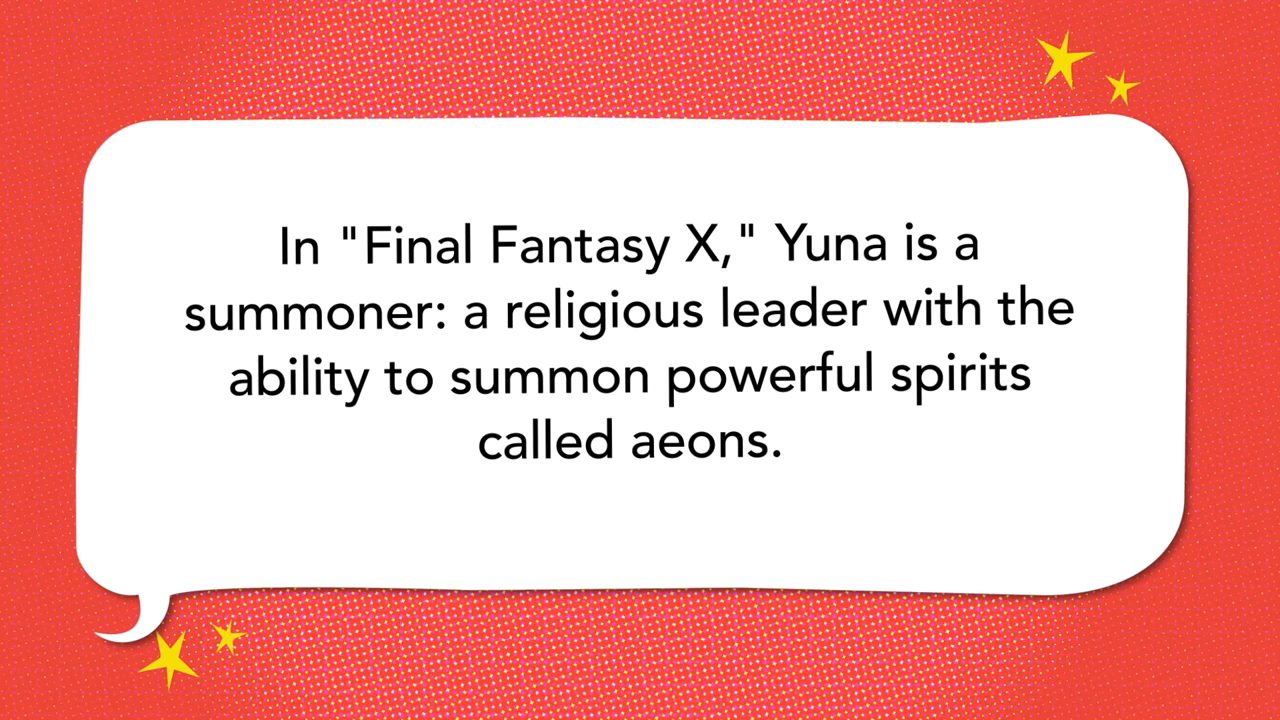 In "Final Fantasy X," Yuna is a
summoner: a religious leader with the
ability to summon powerful spirits
called aeons.